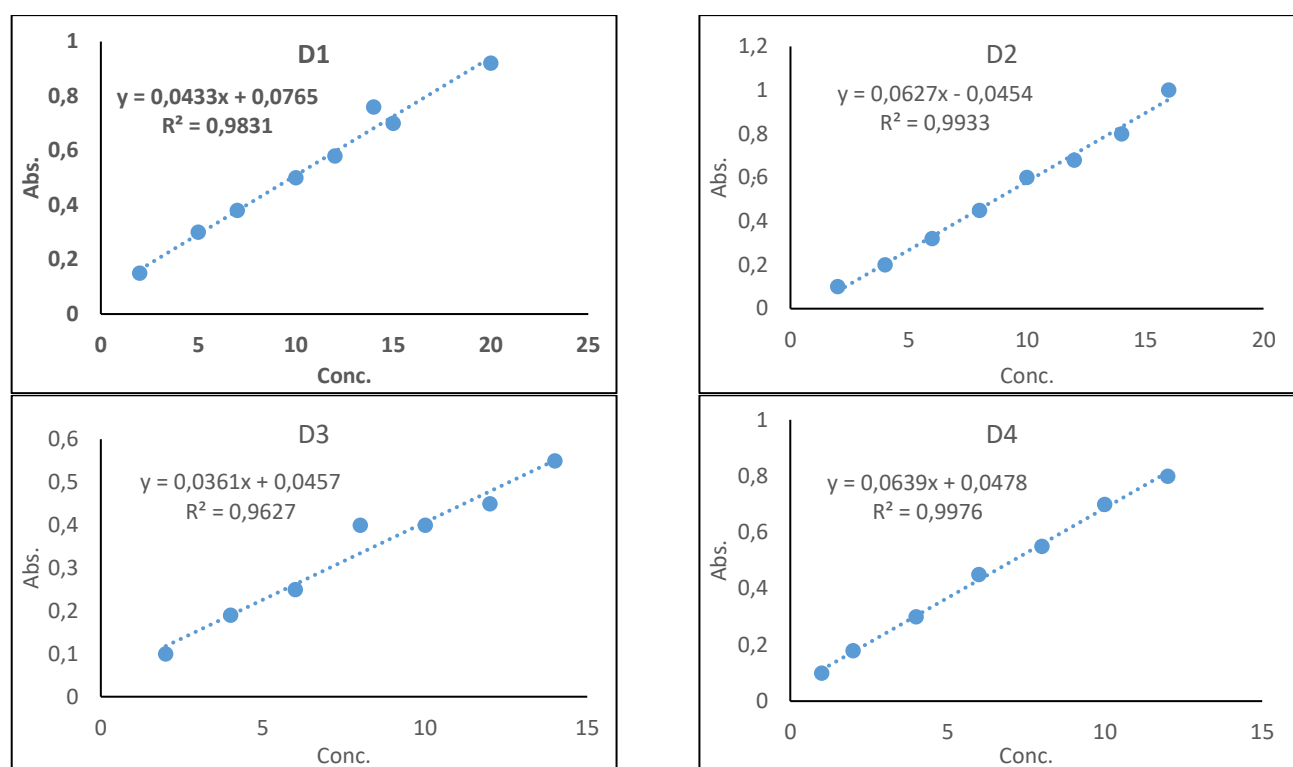 D1
y = 0,0433x + 0,0765
R² = 0,9831
Abs.
1
0,8
0,6
0,4
0,2
0
0 5 10 15 20 25
Conc.
D2
y = 0,0627x - 0,0454
R² = 0,9933
Abs.
1,2
1
0,8
0,6
0,4
0,2
0
0 5 10 15 20
Conc.
D3
y = 0,0361x + 0,0457
R² = 0,9627
Abs.
0,6
0,5
0,4
0,3
0,2
0,1
0
0 5 10 15
Conc.
D4
y = 0,0639x + 0,0478
R² = 0,9976
Abs.
1
0,8
0,6
0,4
0,2
0
0 5 10 15
Conc.